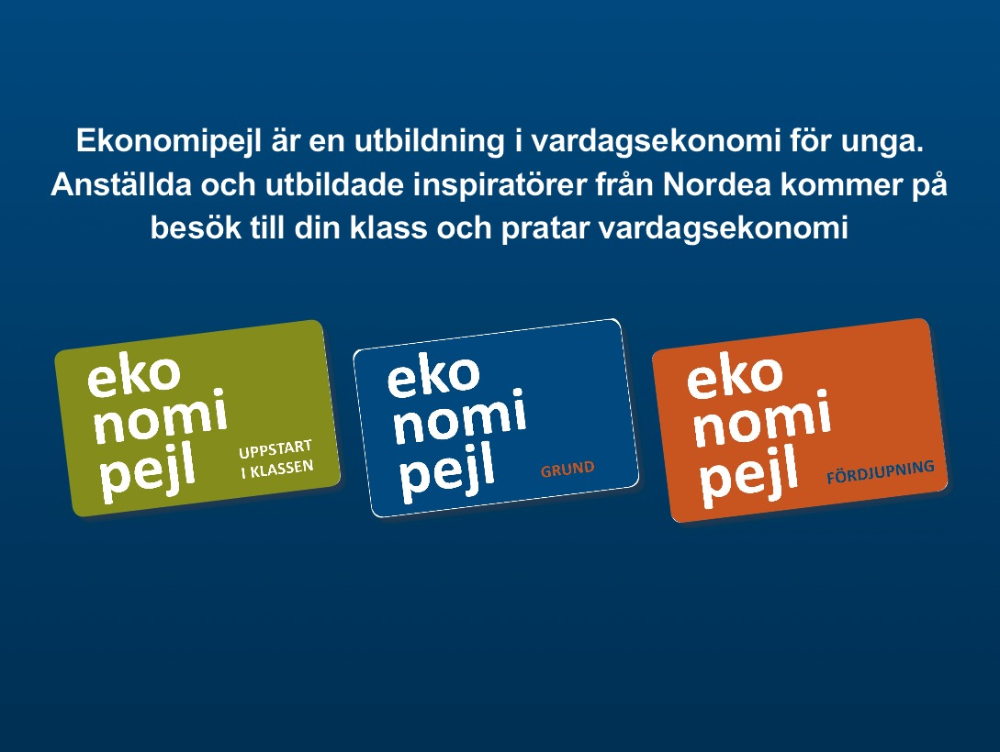 Ekonomipejl är en utbildning i vardagsekonomi för unga.
Anställda och utbildade inspiratörer från Nordea kommer på
besök till din klass och pratar vardagsekonomi
eko
nomi
pejl
UPPSTART
I KLASSEN
eko
nomi
pejl
GRUND
eko
nomi
pejl
FÖRDJUPNING